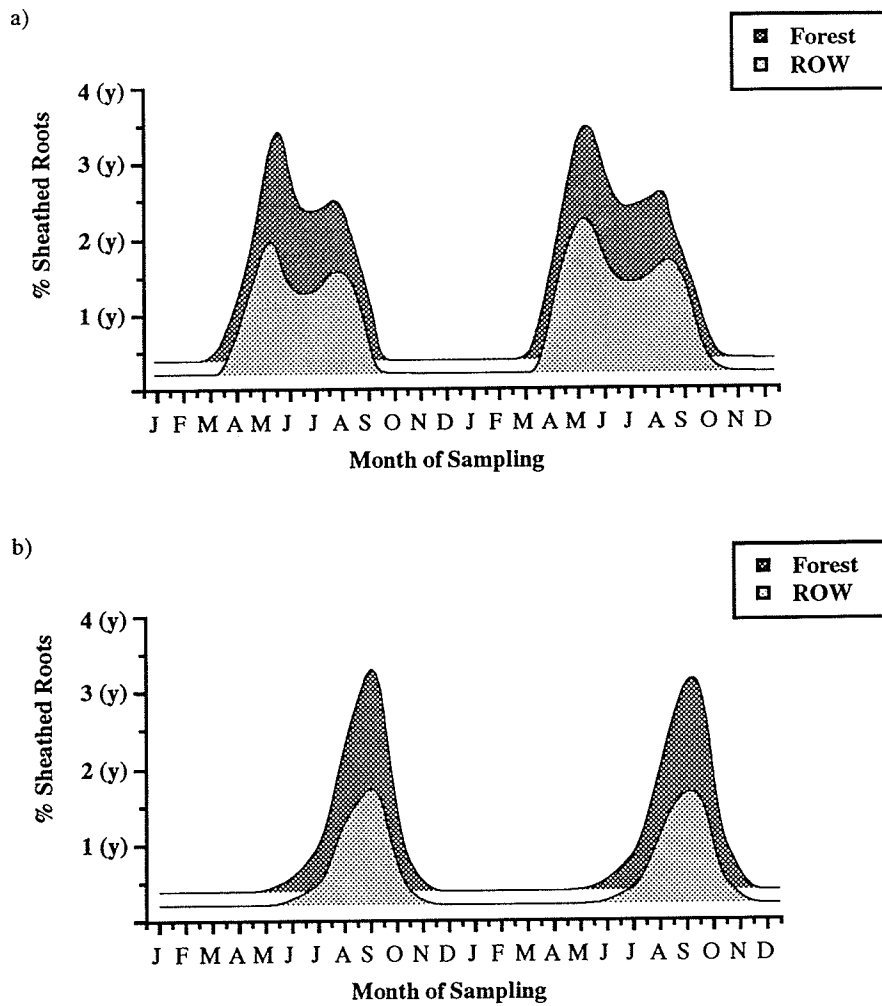 a)
Forest
ROW
4 (y)
3 (y)
2 (y)
1 (y)
% Sheathed Roots
J F M A M J J A S O N D J F M A M J J A S O N D
Month of Sampling
b)
Forest
ROW
4 (y)
3 (y)
2 (y)
1 (y)
% Sheathed Roots
J F M A M J J A S O N D J F M A M J J A S O N D
Month of Sampling